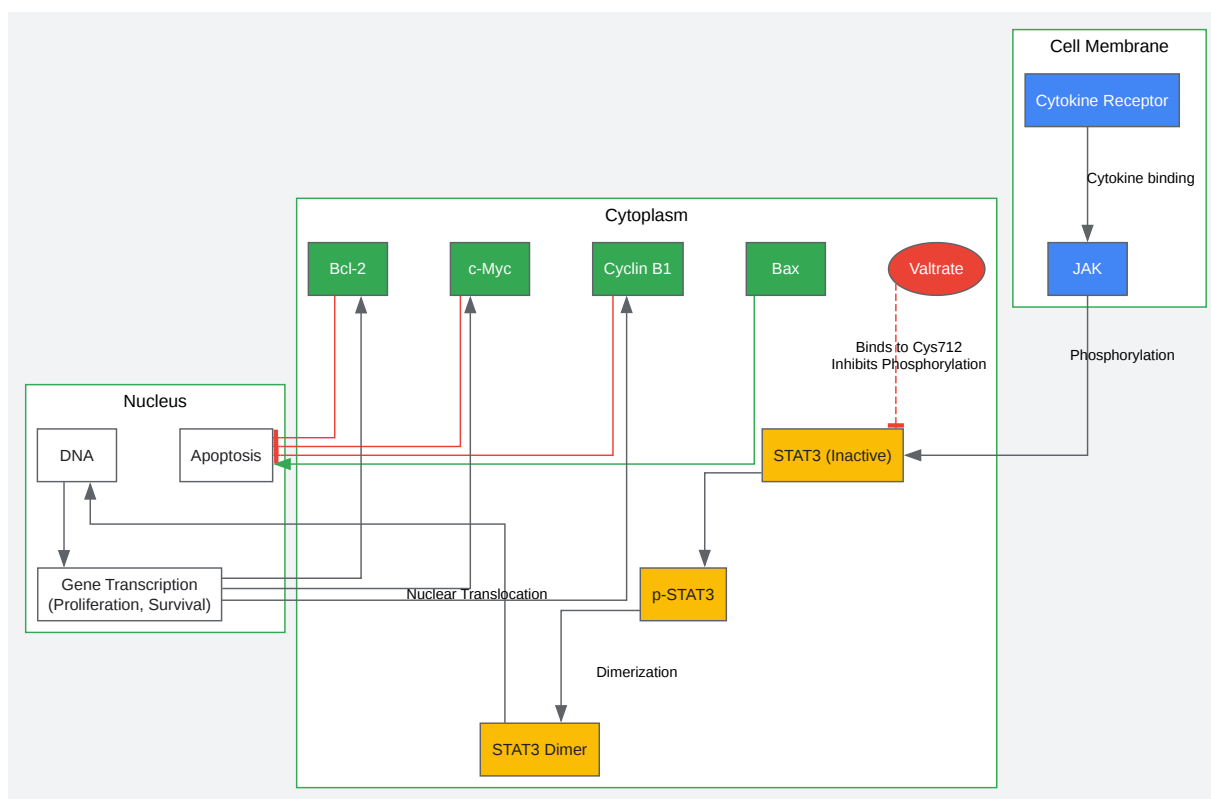 Cell Membrane
Cytokine Receptor
Cytokine binding
Cytoplasm
Bcl-2
c-Myc
Cyclin B1
Bax
Valtrate
JAK
Binds to Cys712
Inhibits Phosphorylation
Phosphorylation
Nucleus
DNA
Apoptosis
STAT3 (Inactive)
Gene Transcription
(Proliferation, Survival)
Nuclear Translocation
p-STAT3
Dimerization
STAT3 Dimer